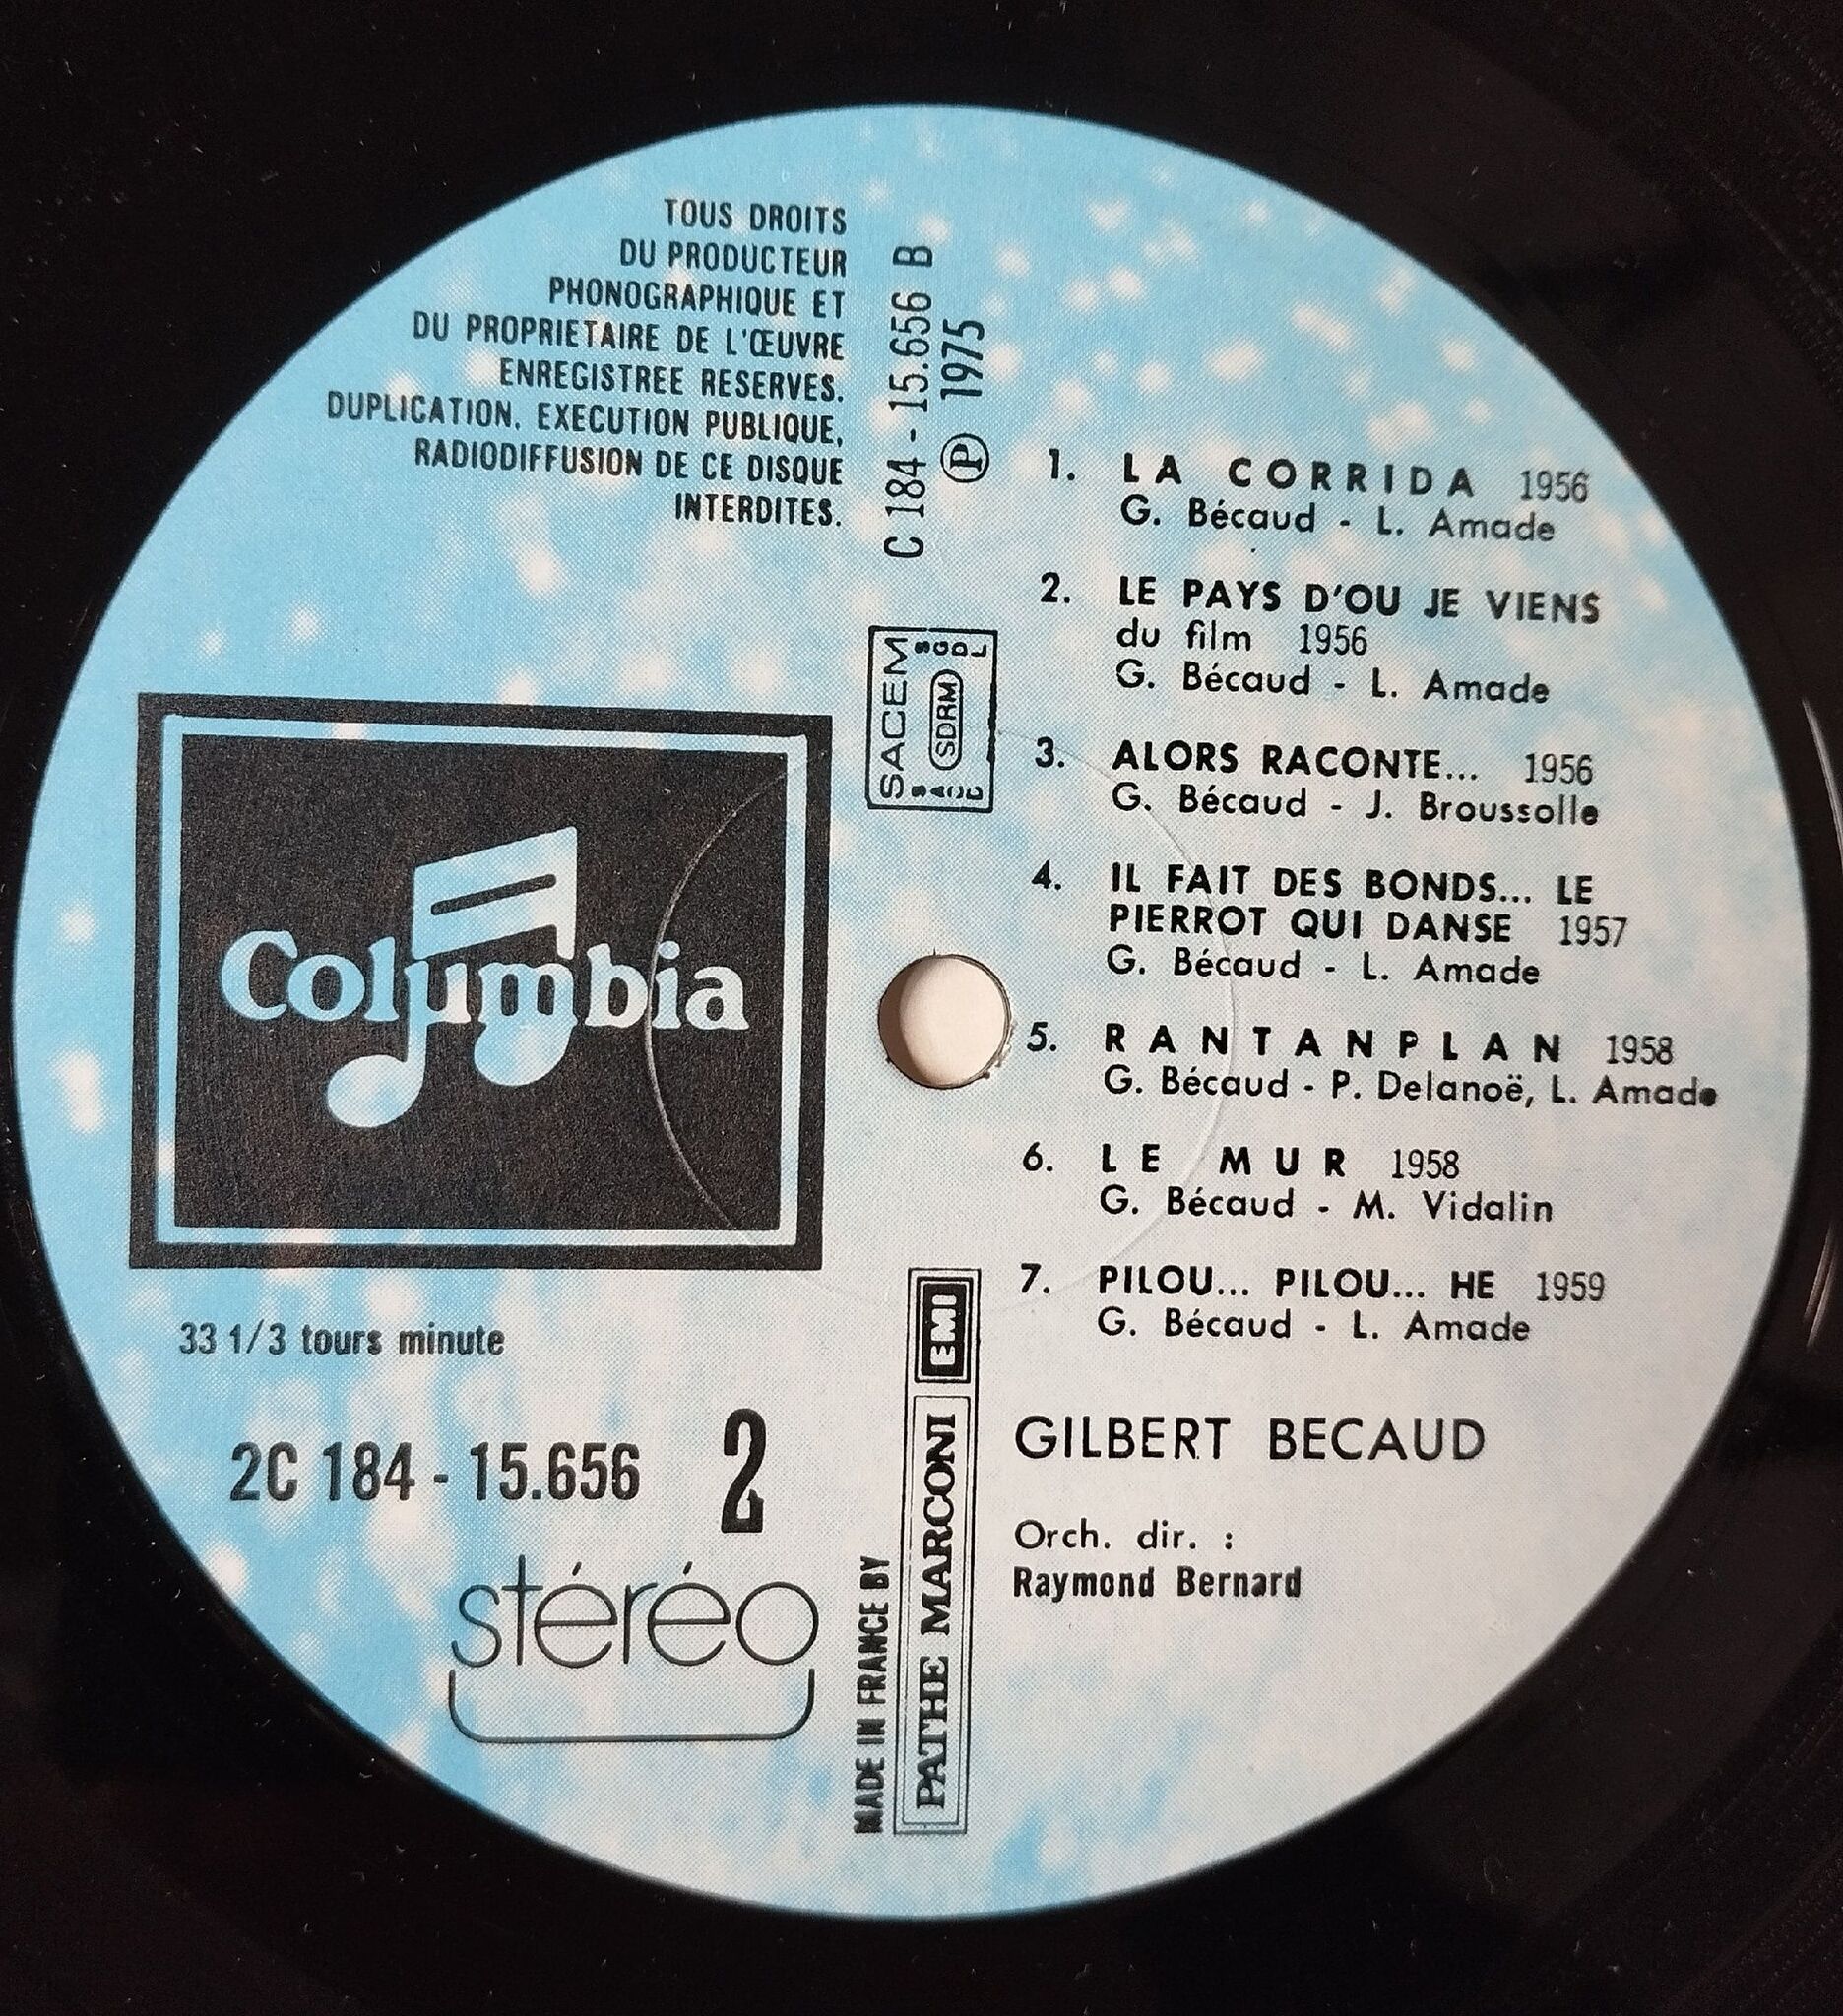 TOUS DROITS
DU PRODUCTEUR
PHONOGRAPHIQUE ET
DU PROPRIETAIRE DE L'ŒUVRE
ENREGISTREE RESERVES.
DUPLICATION, EXECUTION PUBLIQUE,
RADIODIFFUSION DE CE DISQUE
INTERDITES.
C 184 - 15.656 B
Ⓟ 1975
SACEM
SACD
SDRM
SGDL
Columbia
33 1/3 tours minute
2C 184 - 15.656 2
stéréo
MADE IN FRANCE BY
PATHE MARCONI EMI
1. LA CORRIDA 1956
G. Bécaud - L. Amade
2. LE PAYS D'OU JE VIENS
du film 1956
G. Bécaud - L. Amade
3. ALORS RACONTE... 1956
G. Bécaud - J. Broussolle
4. IL FAIT DES BONDS... LE
PIERROT QUI DANSE 1957
G. Bécaud - L. Amade
5. RANTANPLAN 1958
G. Bécaud - P. Delanoë, L. Amade
6. LE MUR 1958
G. Bécaud - M. Vidalin
7. PILOU... PILOU... HE 1959
G. Bécaud - L. Amade
GILBERT BECAUD
Orch. dir. :
Raymond Bernard